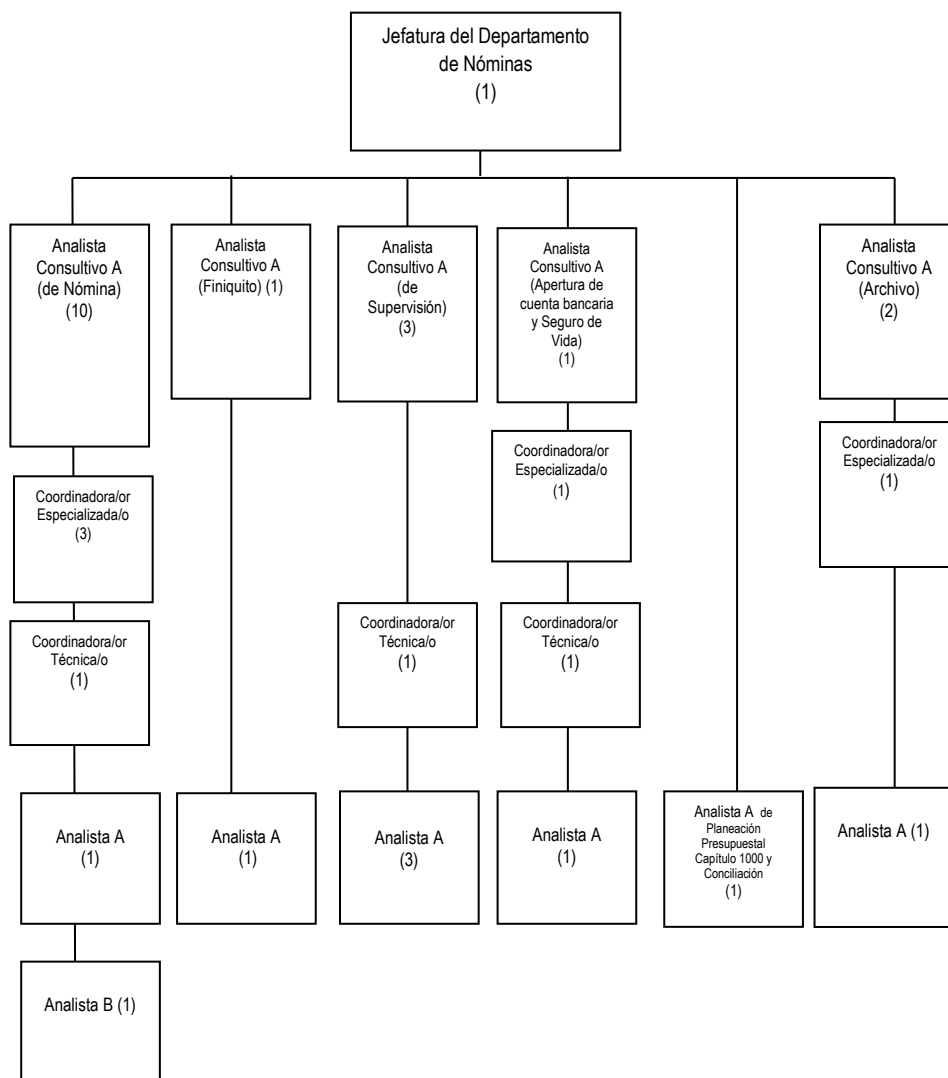 Jefatura del Departamento
de Nóminas
(1)
Analista
Consultivo A
(de Nómina)
(10)
Analista
Consultivo A
(Finiquito) (1)
Analista
Consultivo A
(de
Supervisión)
(3)
Analista
Consultivo A
(Apertura de
cuenta bancaria
y Seguro de
Vida)
(1)
Analista
Consultivo A
(Archivo)
(2)
Coordinadora/or
Especializada/o
(3)
Coordinadora/or
Especializada/o
(1)
Coordinadora/or
Especializada/o
(1)
Coordinadora/or
Técnica/o
(1)
Coordinadora/or
Técnica/o
(1)
Coordinadora/or
Técnica/o
(1)
Analista A
(1)
Analista A
(1)
Analista A
(3)
Analista A
(1)
Analista A de
Planeación
Presupuestal
Capítulo 1000 y
Conciliación
(1)
Analista A (1)
Analista B (1)